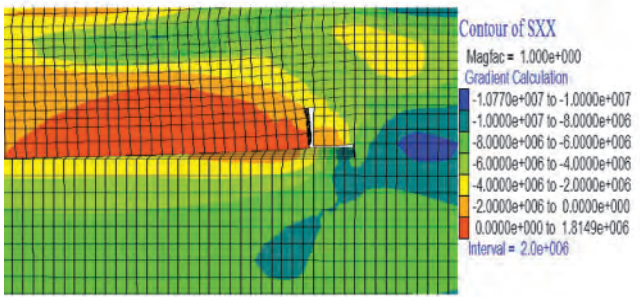 Contour of SXX
Magfac = 1.000e+000
Gradient Calculation
-1.0770e+007 to -1.0000e+007
-1.0000e+007 to -8.0000e+006
-8.0000e+006 to -6.0000e+006
-6.0000e+006 to -4.0000e+006
-4.0000e+006 to -2.0000e+006
-2.0000e+006 to 0.0000e+000
0.0000e+000 to 1.8149e+006
Interval = 2.0e+006